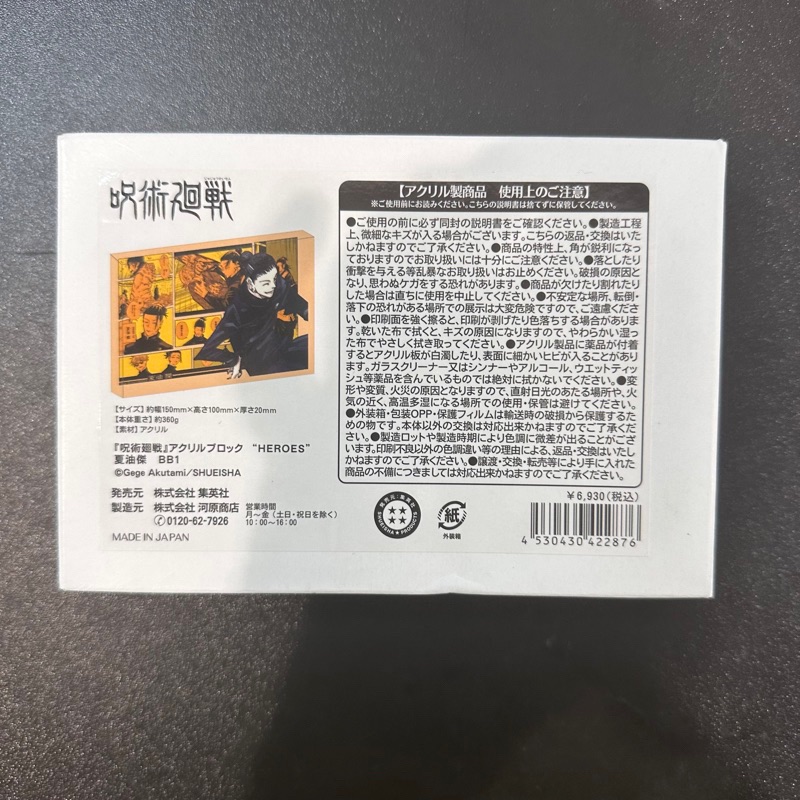 呪術廻戦
【サイズ】約幅150mm×高さ100mm×厚さ20mm
【本体重さ】約360g
【素材】アクリル
『呪術廻戦』アクリルブロック “HEROES”
夏油傑 BB1
©Gege Akutami/SHUEISHA
発売元 株式会社 集英社
製造元 株式会社 河原商店
0120-62-7926
営業時間
月～金(土日・祝日を除く)
10:00～16:00
MADE IN JAPAN
【アクリル製商品 使用上のご注意】
※ご使用前にお読みください。こちらの説明書は捨てずに保管してください。
●ご使用の前に必ず同封の説明書をご確認ください。●製造工程
上、微細なキズが入る場合がございます。こちらの返品・交換はいた
しかねますのでご了承ください。●商品の特性上、角が鋭利になっ
ておりますのでお取り扱いには十分にご注意ください。●落としたり
衝撃を与える等乱暴なお取り扱いはお止めください。破損の原因と
なり、思わぬケガをする恐れがあります。●商品が欠けたり割れたり
した場合は直ちに使用を中止してください。●不安定な場所、転倒・
落下の恐れがある場所での展示は大変危険ですので、ご遠慮くだ
さい。●印刷面を強く擦ると、印刷が剥げたり色落ちする場合がありま
す。乾いた布で拭くと、キズの原因になりますので、やわらかい湿っ
た布でやさしく拭き取ってください。●アクリル製品に薬品が付着
するとアクリル板が白濁したり、表面に細かいヒビが入ることがありま
す。ガラスクリーナー又はシンナーやアルコール、ウエットティッ
シュ等薬品を含んでいるものでは絶対に拭かないでください。●変
形や変質、火災の原因となりますので、直射日光のあたる場所や、火
気の近く、高温多湿になる場所での使用・保管は避けてください。
●外装箱・包装OPP・保護フィルムは輸送時の破損から保護するた
めの物です。本体以外の交換は対応出来かねますのでご了承くださ
い。●製造ロットや製造時期により色調に微差が出ることがございま
す。印刷不良以外の色調違い等の理由による、返品・交換はいたし
かねますのでご了承ください。●譲渡・交換・転売等により手に入れ
た商品の不備につきましては対応出来かねますのでご了承ください。
￥6,930(税込)
SHUEISHA PRODUCTS
紙
外装箱
4 530430 422876